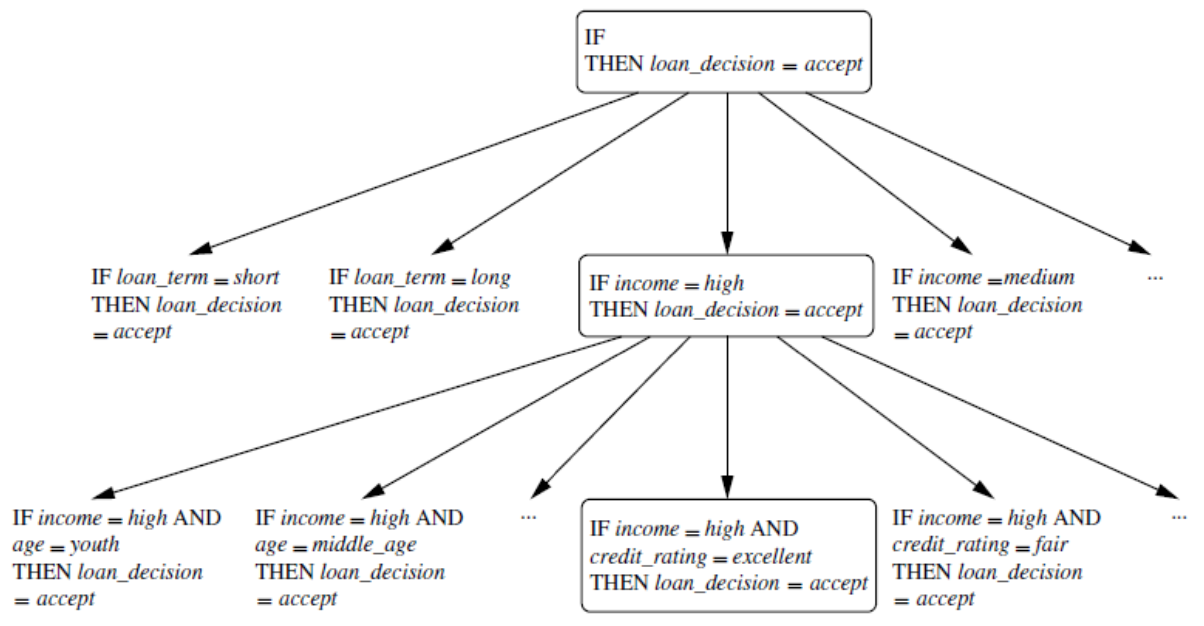 IF
THEN loan_decision = accept
IF loan_term = short
THEN loan_decision
= accept
IF loan_term = long
THEN loan_decision
= accept
IF income = high
THEN loan_decision = accept
IF income =medium
THEN loan_decision
= accept
...
IF income = high AND
age = youth
THEN loan_decision
= accept
IF income = high AND
age = middle_age
THEN loan_decision
= accept
...
IF income = high AND
credit_rating = excellent
THEN loan_decision = accept
IF income = high AND
credit_rating = fair
THEN loan_decision
= accept
...